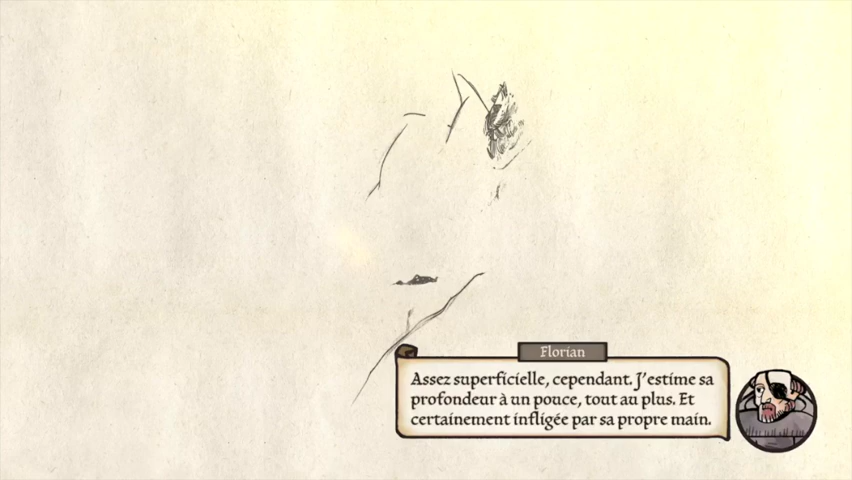 Florian
Assez superficielle, cependant. J'estime sa
profondeur à un pouce, tout au plus. Et
certainement infligée par sa propre main.